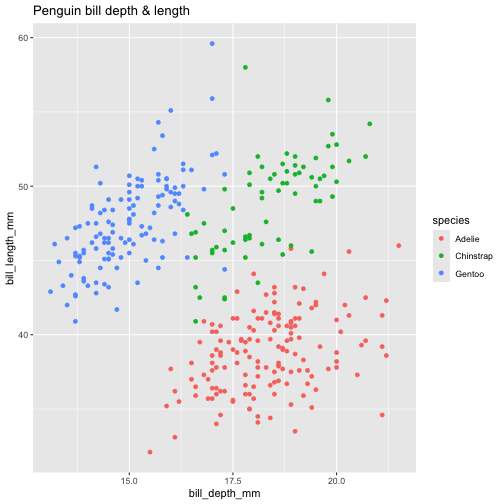 Penguin bill depth & length
60
50
40
bill_length_mm
15.0 17.5 20.0
bill_depth_mm
species
Adelie
Chinstrap
Gentoo